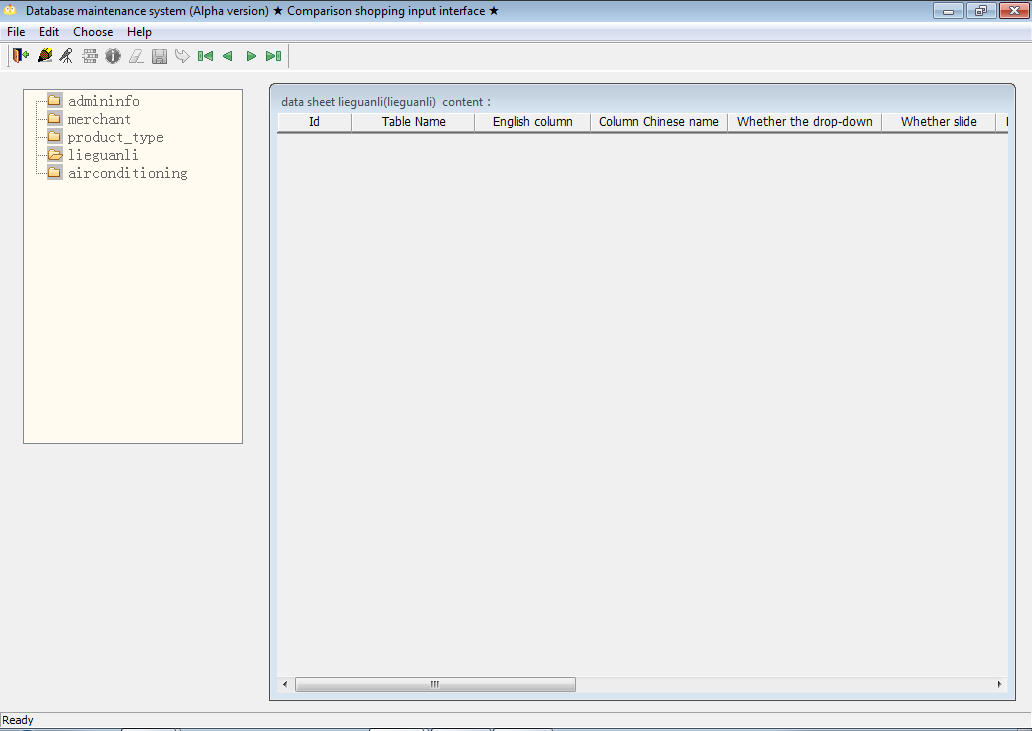 Database maintenance system (Alpha version) ★ Comparison shopping input interface ★
File Edit Choose Help
admininfo
merchant
product_type
lieguanli
airconditioning
data sheet lieguanli(lieguanli) content :
Id Table Name English column Column Chinese name Whether the drop-down Whether slide
Ready